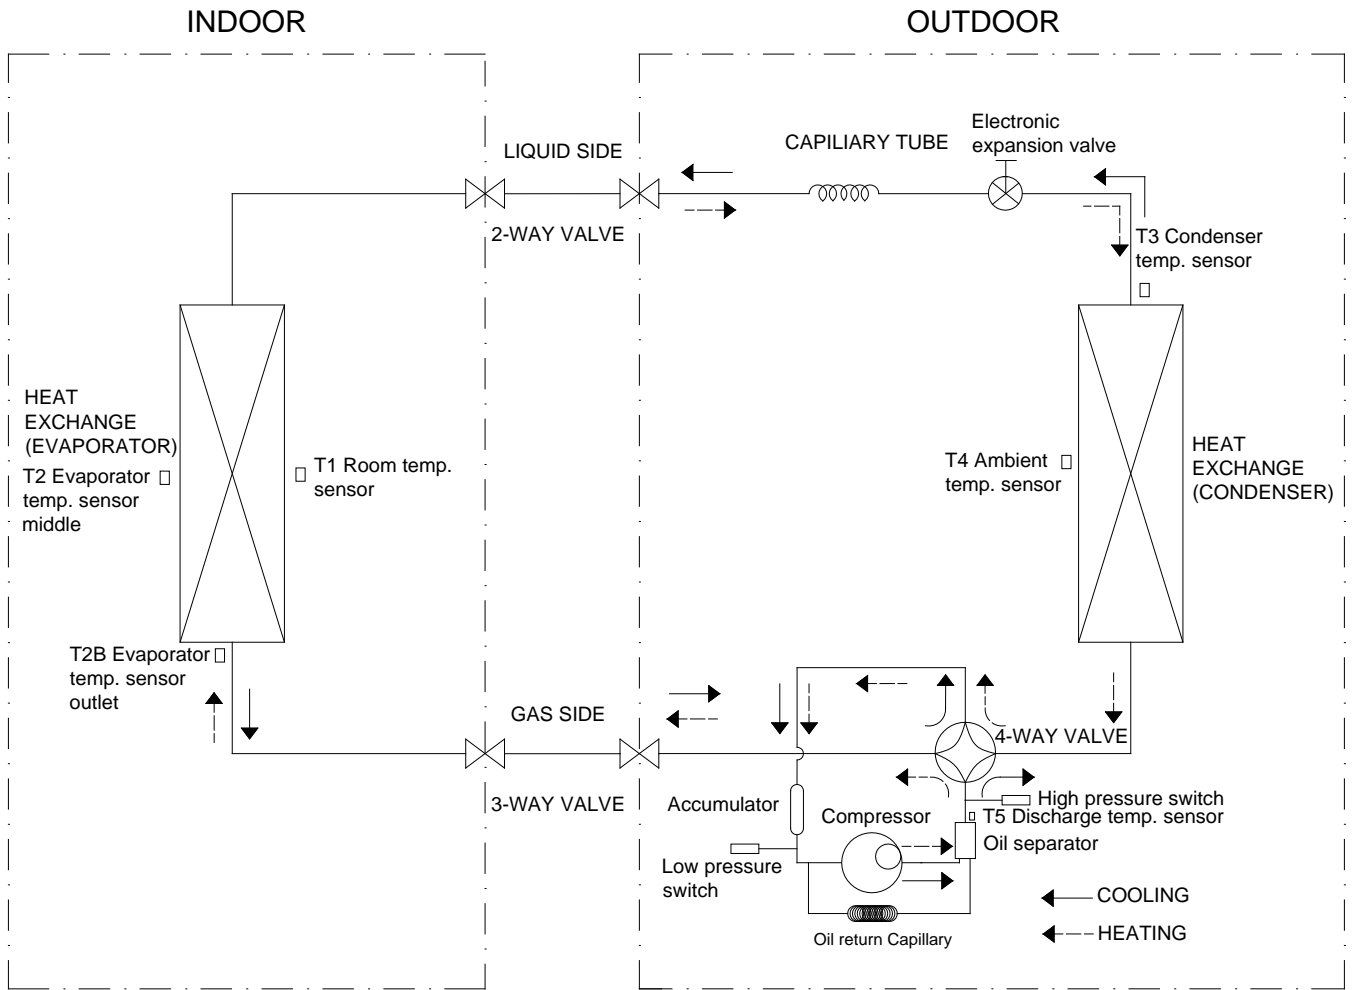 INDOOR
OUTDOOR
LIQUID SIDE
2-WAY VALVE
CAPILIARY TUBE
Electronic
expansion valve
T3 Condenser
temp. sensor
HEAT
EXCHANGE
(EVAPORATOR)
T2 Evaporator
temp. sensor
middle
T1 Room temp.
sensor
T4 Ambient
temp. sensor
HEAT
EXCHANGE
(CONDENSER)
T2B Evaporator
temp. sensor
outlet
GAS SIDE
3-WAY VALVE
4-WAY VALVE
Accumulator
Compressor
High pressure switch
T5 Discharge temp. sensor
Oil separator
Low pressure
switch
Oil return Capillary
COOLING
HEATING